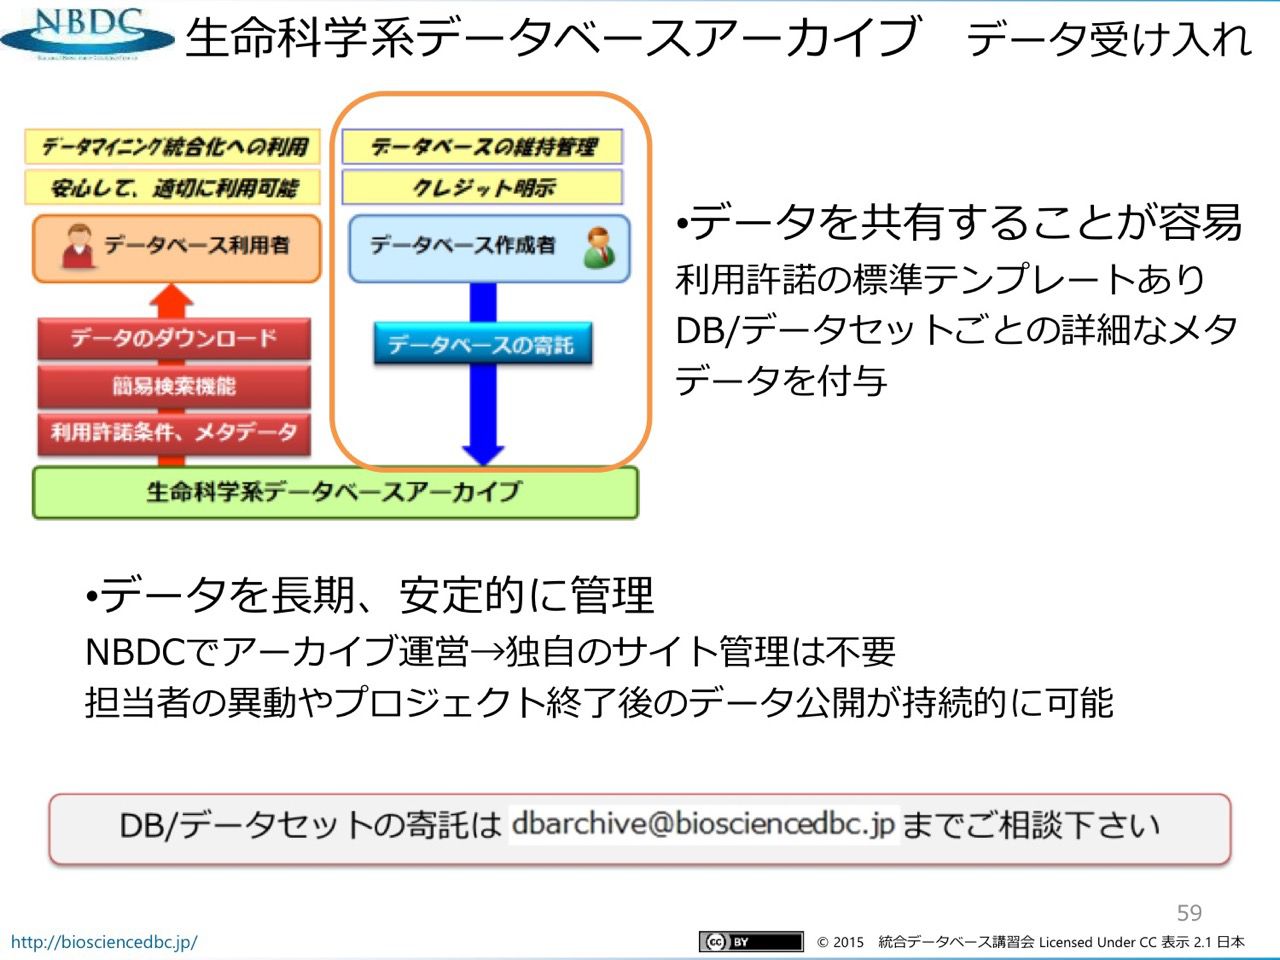 NBDC
生命科学系データベースアーカイブ　データ受け入れ
データマイニング統合化への利用
安心して、適切に利用可能
データベース利用者
データのダウンロード
簡易検索機能
利用許諾条件、メタデータ
データベースの維持管理
クレジット明示
データベース作成者
データベースの寄託
生命科学系データベースアーカイブ
•データを共有することが容易
利用許諾の標準テンプレートあり
DB/データセットごとの詳細なメタ
データを付与
•データを長期、安定的に管理
NBDCでアーカイブ運営→独自のサイト管理は不要
担当者の異動やプロジェクト終了後のデータ公開が持続的に可能
DB/データセットの寄託は dbarchive@biosciencedbc.jp までご相談下さい
59
http://biosciencedbc.jp/
cc BY
© 2015　統合データベース講習会 Licensed Under CC 表示 2.1 日本